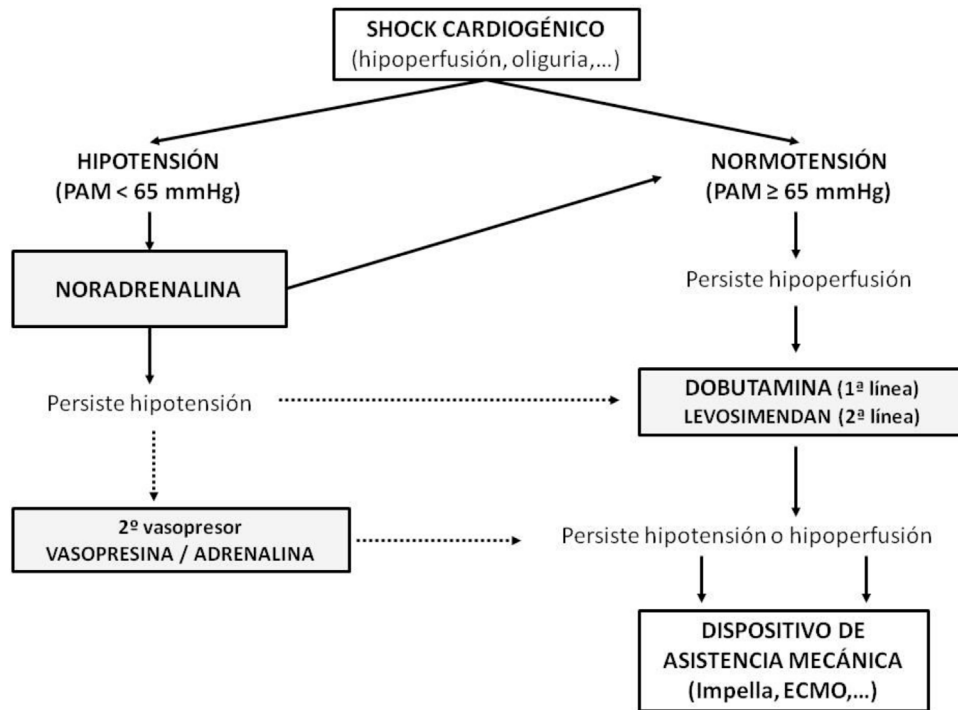 SHOCK CARDIOGÉNICO
(hipoperfusión, oliguria,...)
HIPOTENSIÓN
(PAM < 65 mmHg)
NORMOTENSIÓN
(PAM ≥ 65 mmHg)
NORADRENALINA
Persiste hipoperfusión
Persiste hipotensión
DOBUTAMINA (1ª línea)
LEVOSIMENDAN (2ª línea)
2º vasopresor
VASOPRESINA / ADRENALINA
Persiste hipotensión o hipoperfusión
DISPOSITIVO DE
ASISTENCIA MECÁNICA
(Impella, ECMO,...)